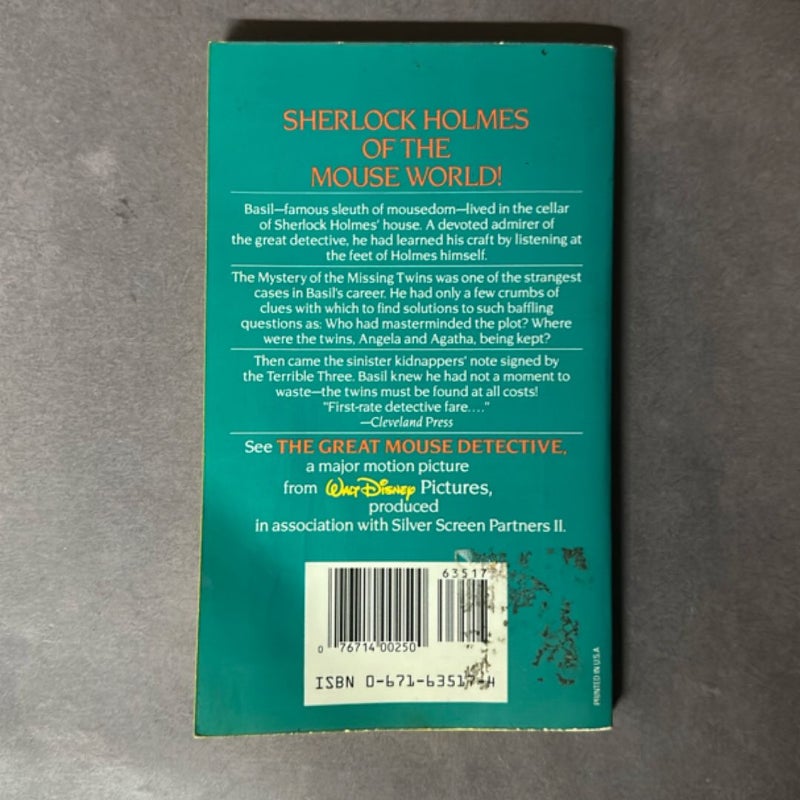 SHERLOCK HOLMES
OF THE
MOUSE WORLD!
Basil—famous sleuth of mousedom—lived in the cellar
of Sherlock Holmes' house. A devoted admirer of
the great detective, he had learned his craft by listening at
the feet of Holmes himself.
The Mystery of the Missing Twins was one of the strangest
cases in Basil's career. He had only a few crumbs of
clues with which to find solutions to such baffling
questions as: Who had masterminded the plot? Where
were the twins, Angela and Agatha, being kept?
Then came the sinister kidnappers' note signed by
the Terrible Three. Basil knew he had not a moment to
waste—the twins must be found at all costs!
"First-rate detective fare...."
—Cleveland Press
See THE GREAT MOUSE DETECTIVE,
a major motion picture
from Walt Disney Pictures,
produced
in association with Silver Screen Partners II.
63517
0 76714 00250
ISBN 0-671-63517-4
PRINTED IN U.S.A.